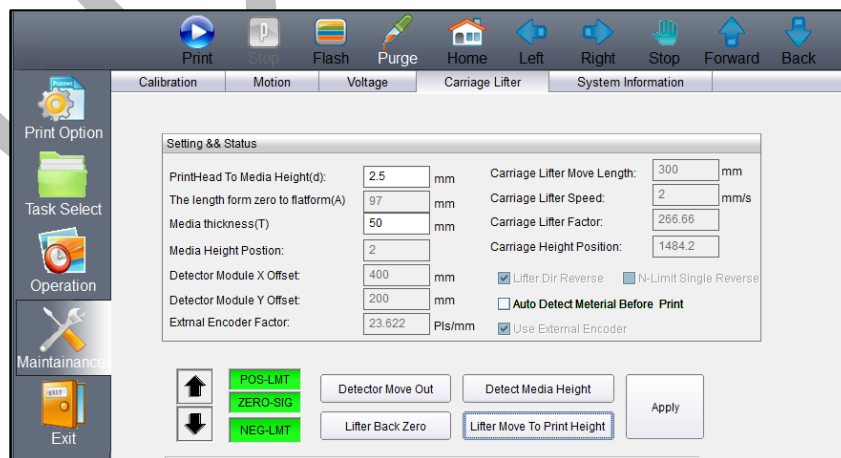 Print Stop Flash Purge Home Left Right Stop Forward Back
Calibration Motion Voltage Carriage Lifter System Information
Print Option
Task Select
Operation
Maintainance
EXIT
Exit
Setting && Status
PrintHead To Media Height(d): 2.5 mm Carriage Lifter Move Length: 300 mm
The length form zero to flatform(A) 97 mm Carriage Lifter Speed: 2 mm/s
Media thickness(T) 50 mm Carriage Lifter Factor: 266.66
Media Height Postion: 2 Carriage Height Position: 1484.2
Detector Module X Offset: 400 mm Lifter Dir Reverse N-Limit Single Reverse
Detector Module Y Offset: 200 mm Auto Detect Meterial Before Print
Extrnal Encoder Factor: 23.622 Pls/mm Use External Encoder
POS-LMT Detector Move Out Detect Media Height Apply
ZERO-SIG
NEG-LMT Lifter Back Zero Lifter Move To Print Height